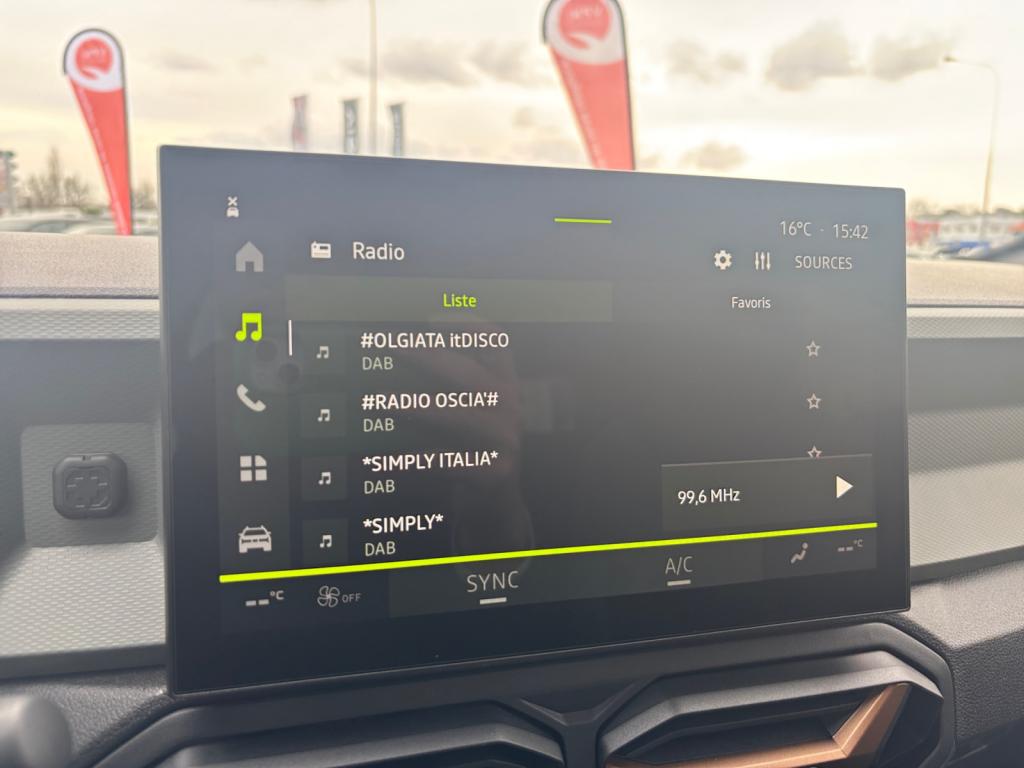 16°C · 15:42
Radio
SOURCES
Liste
Favoris
#OLGIATA itDISCO
DAB
#RADIO OSCIA'#
DAB
*SIMPLY ITALIA*
DAB
99,6 MHz
*SIMPLY*
DAB
--°C
OFF
SYNC
A/C
--°C